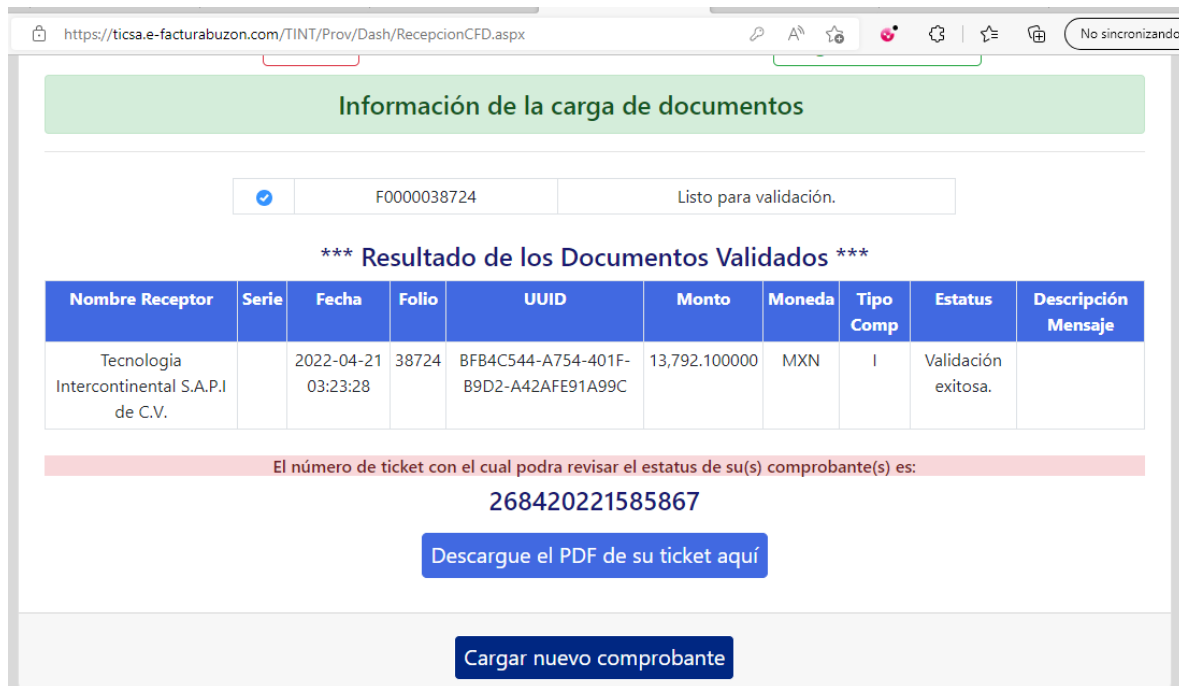 https://ticsa.e-facturabuzon.com/TINT/Prov/Dash/RecepcionCFD.aspx
No sincronizando
Información de la carga de documentos
F0000038724 Listo para validación.
*** Resultado de los Documentos Validados ***
Nombre Receptor Serie Fecha Folio UUID Monto Moneda Tipo Comp Estatus Descripción Mensaje
Tecnologia 2022-04-21 38724 BFB4C544-A754-401F- 13,792.100000 MXN I Validación
Intercontinental S.A.P.I 03:23:28 B9D2-A42AFE91A99C exitosa.
de C.V.
El número de ticket con el cual podra revisar el estatus de su(s) comprobante(s) es:
268420221585867
Descargue el PDF de su ticket aquí
Cargar nuevo comprobante